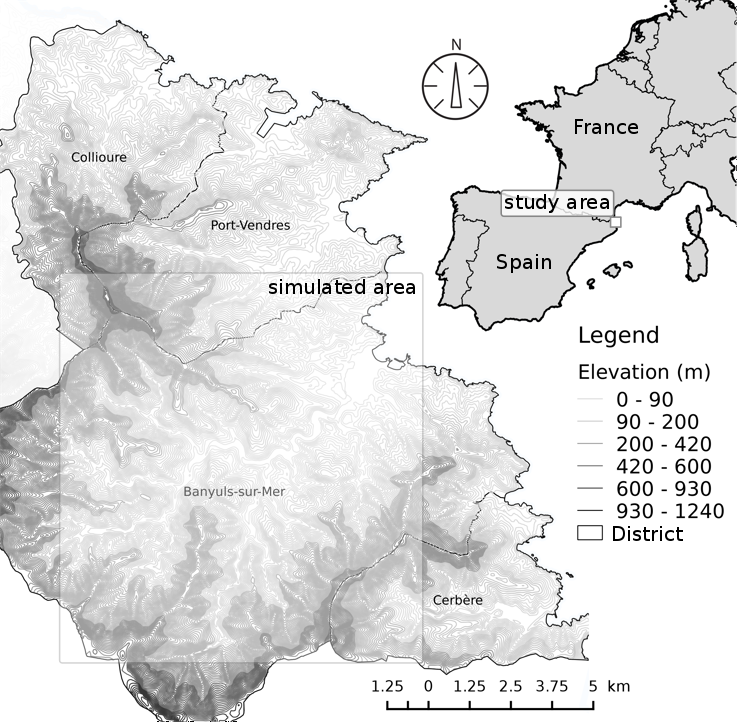 N
Collioure
France
Port-Vendres
study area
Spain
simulated area
Legend
Elevation (m)
0 - 90
90 - 200
200 - 420
420 - 600
600 - 930
930 - 1240
District
Banyuls-sur-Mer
Cerbère
1.25 0 1.25 2.5 3.75 5 km